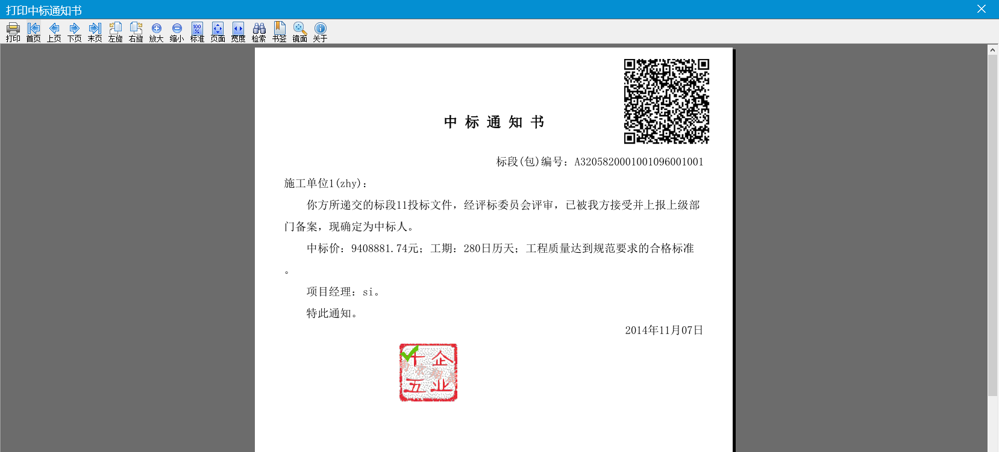 打印中标通知书
打印 首页 上页 下页 末页 左旋 右旋 放大 缩小 标准 页面 宽度 检索 书签 镜面 关于
100 %
中标通知书
标段(包)编号：A3205820001001096001001
施工单位1(zhy)：
你方所递交的标段11投标文件，经评标委员会评审，已被我方接受并上报上级部
门备案，现确定为中标人。
中标价：9408881.74元；工期：280日历天；工程质量达到规范要求的合格标准
。
项目经理：si。
特此通知。
2014年11月07日
企业
十五